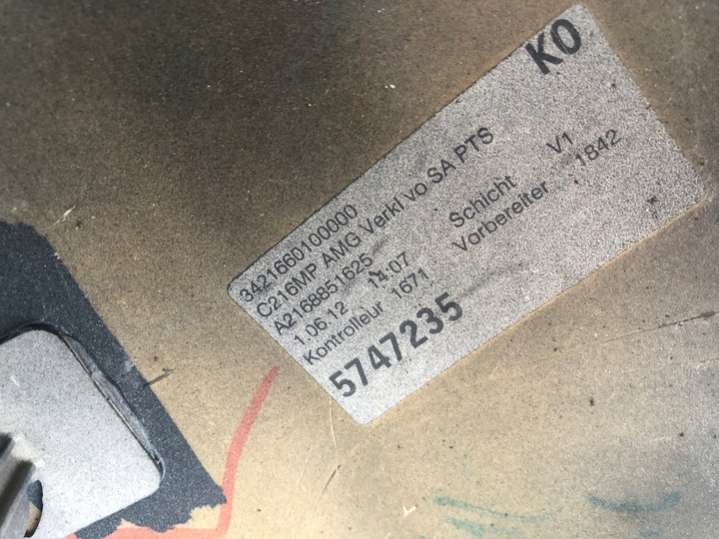 KO
3421660100000
C216MP AMG Verkl vo SA PTS
A2168851625
1.06.12 14:07 Schicht V1
Kontrolleur 1671 Vorbereiter 1842
5747235